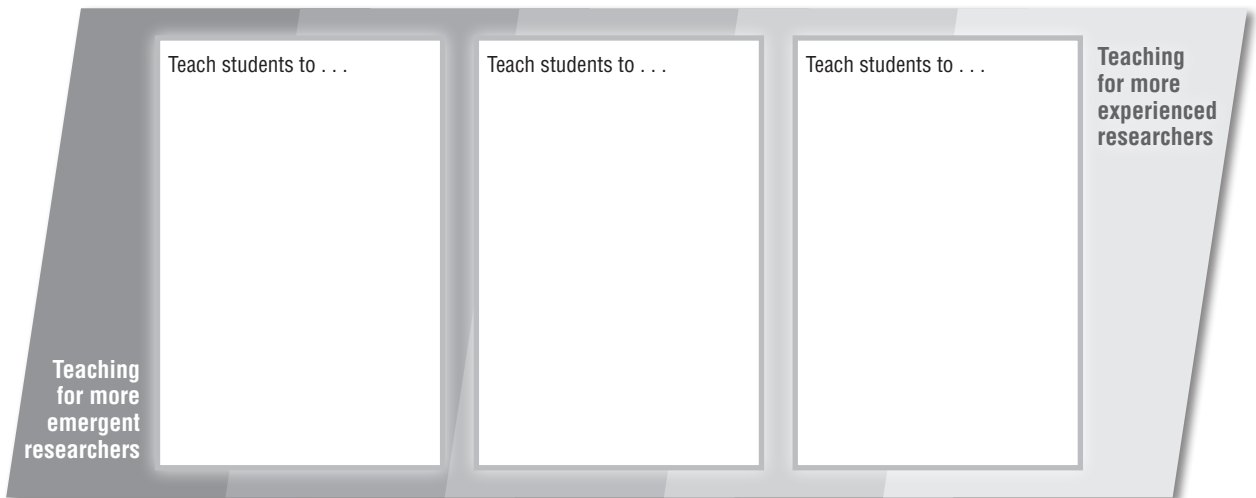 Teach students to . . .
Teach students to . . .
Teach students to . . .
Teaching
for more
experienced
researchers
Teaching
for more
emergent
researchers